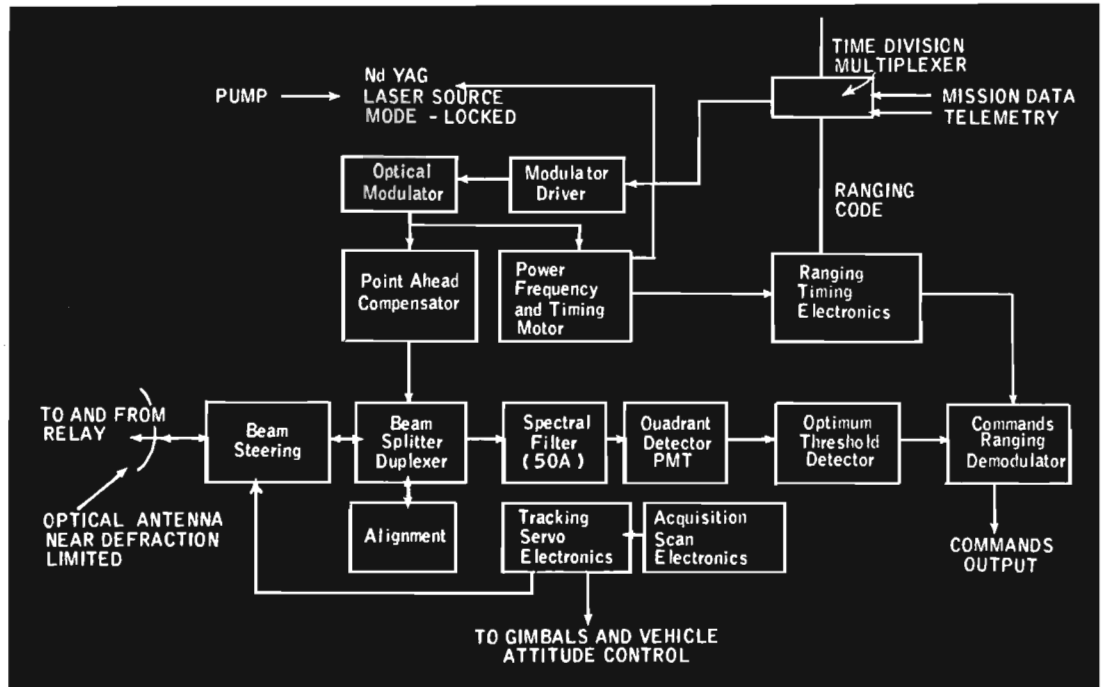 TIME DIVISION
MULTIPLEXER
Nd YAG
LASER SOURCE
MODE - LOCKED
PUMP
MISSION DATA
TELEMETRY
Optical
Modulator
Modulator
Driver
RANGING
CODE
Point Ahead
Compensator
Power
Frequency
and Timing
Motor
Ranging
Timing
Electronics
TO AND FROM
RELAY
Beam
Steering
Beam
Splitter
Duplexer
Spectral
Filter
(50A)
Quadrant
Detector
PMT
Optimum
Threshold
Detector
Commands
Ranging
Demodulator
OPTICAL ANTENNA
NEAR DEFRACTION
LIMITED
Alignment
Tracking
Servo
Electronics
Acquisition
Scan
Electronics
COMMANDS
OUTPUT
TO GIMBALS AND VEHICLE
ATTITUDE CONTROL